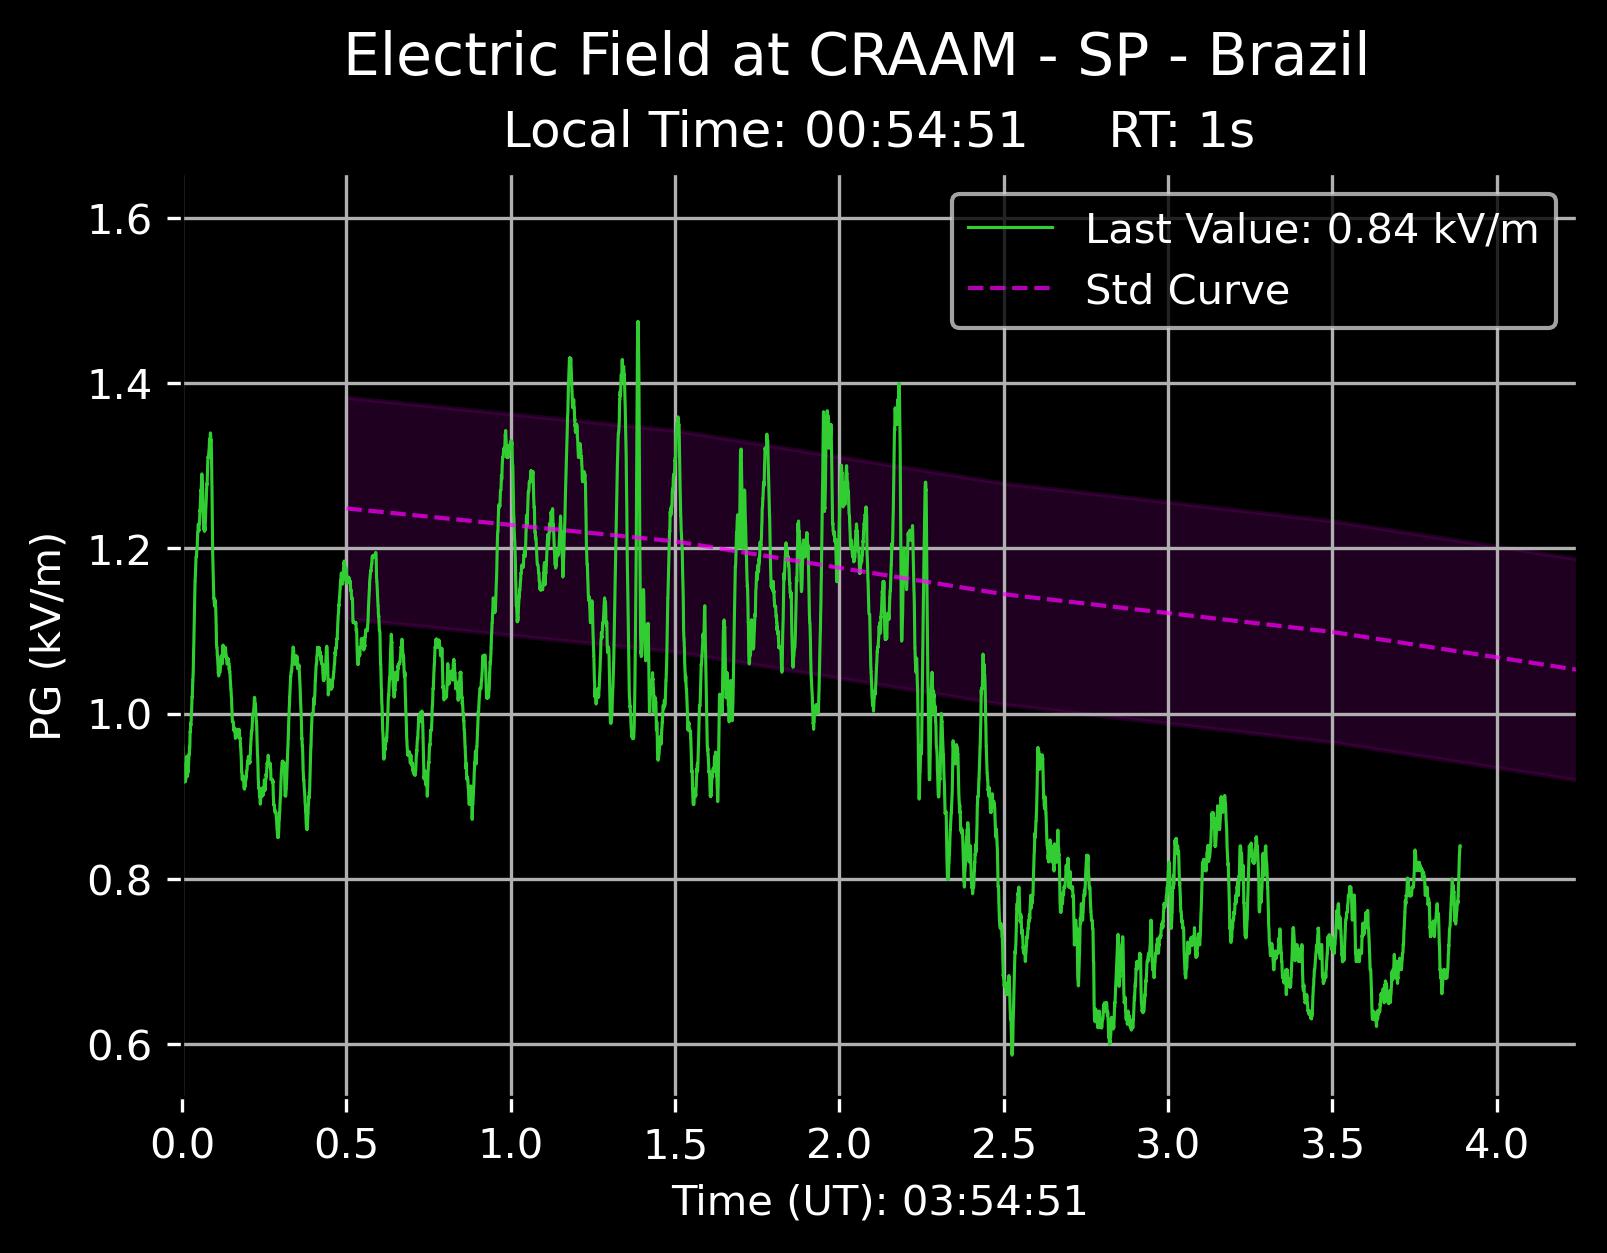 Electric Field at CRAAM - SP - Brazil
Local Time: 00:54:51 RT: 1s
Last Value: 0.84 kV/m
Std Curve
PG (kV/m)
1.6
1.4
1.2
1.0
0.8
0.6
0.0 0.5 1.0 1.5 2.0 2.5 3.0 3.5 4.0
Time (UT): 03:54:51